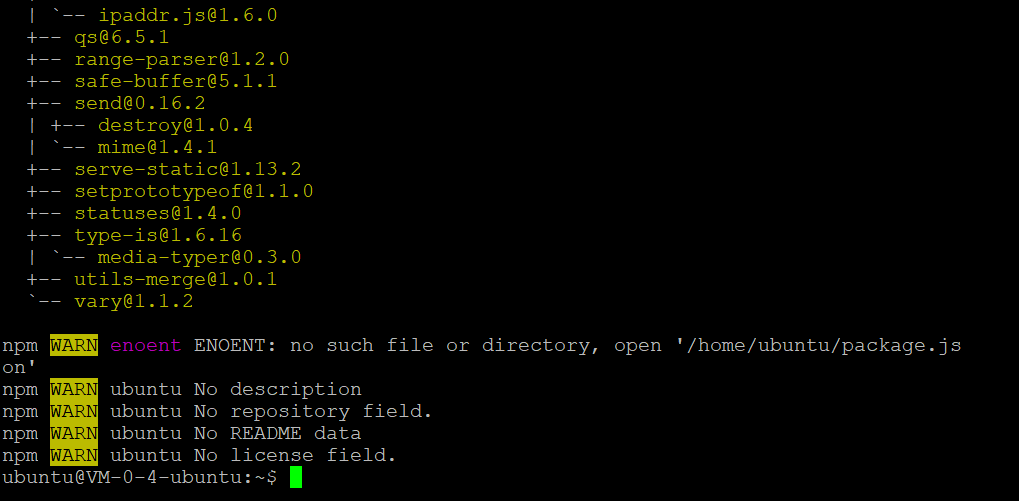 | `-- ipaddr.js@1.6.0
+-- qs@6.5.1
+-- range-parser@1.2.0
+-- safe-buffer@5.1.1
+-- send@0.16.2
| +-- destroy@1.0.4
| `-- mime@1.4.1
+-- serve-static@1.13.2
+-- setprototypeof@1.1.0
+-- statuses@1.4.0
+-- type-is@1.6.16
| `-- media-typer@0.3.0
+-- utils-merge@1.0.1
`-- vary@1.1.2
npm WARN enoent ENOENT: no such file or directory, open '/home/ubuntu/package.js
on'
npm WARN ubuntu No description
npm WARN ubuntu No repository field.
npm WARN ubuntu No README data
npm WARN ubuntu No license field.
ubuntu@VM-0-4-ubuntu:~$